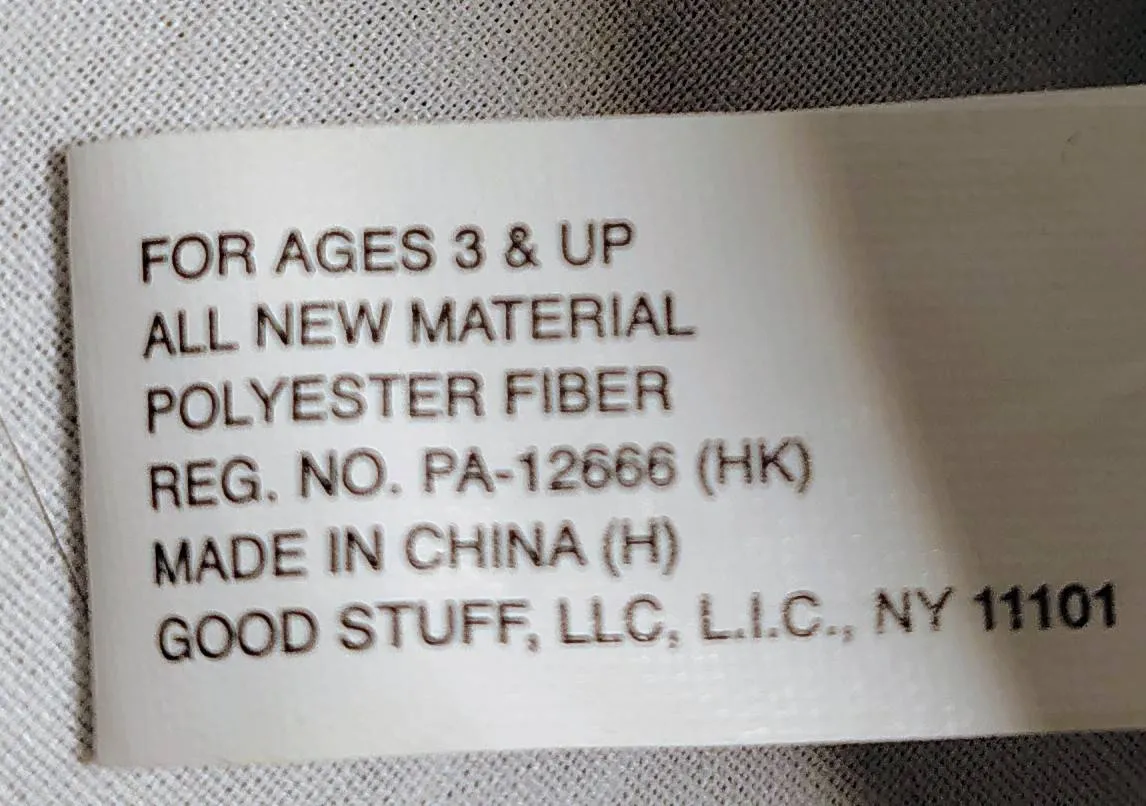 FOR AGES 3 & UP
ALL NEW MATERIAL
POLYESTER FIBER
REG. NO. PA-12666 (HK)
MADE IN CHINA (H)
GOOD STUFF, LLC, L.I.C., NY 11101